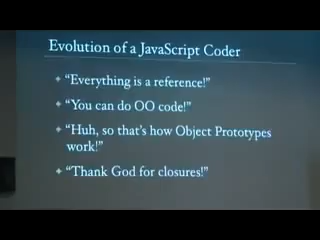 Evolution of a JavaScript Coder
“Everything is a reference!”
“You can do OO code!”
“Huh, so that’s how Object Prototypes
work!”
“Thank God for closures!”